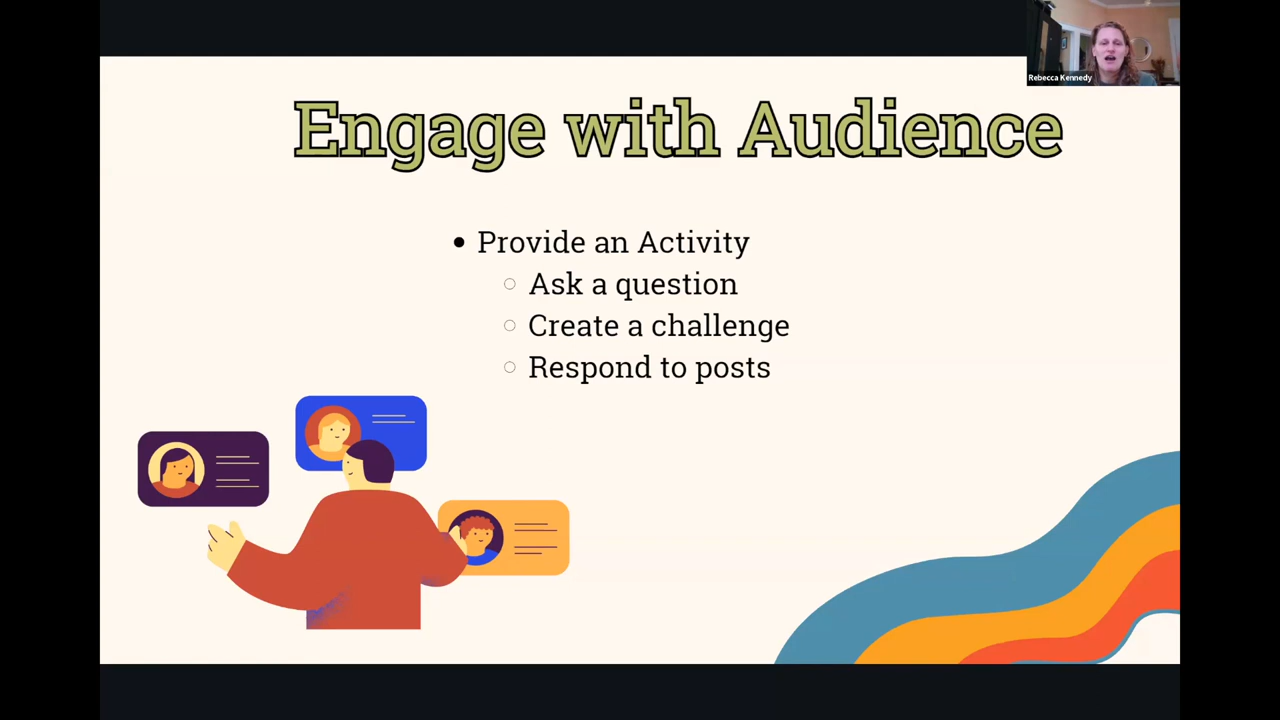 Rebecca Kennedy
Engage with Audience
Provide an Activity
Ask a question
Create a challenge
Respond to posts